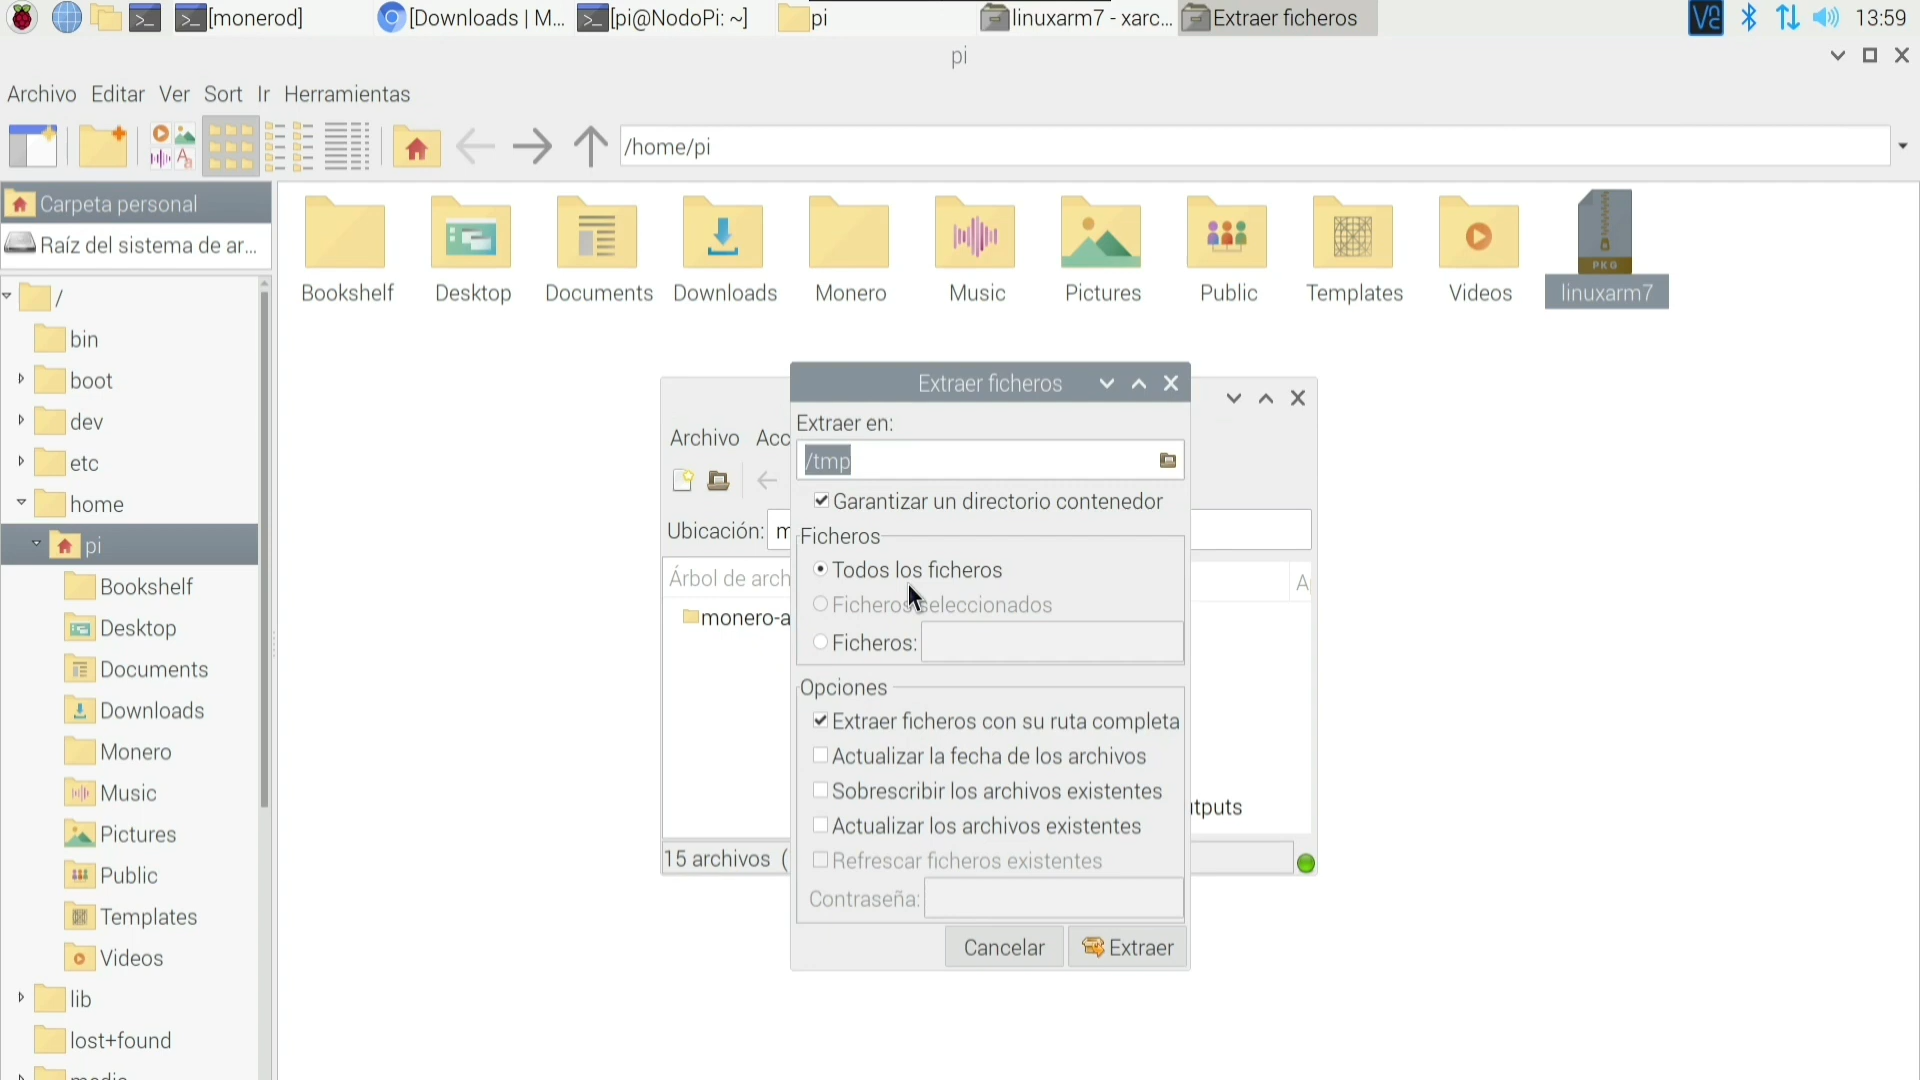 [monerod]
[Downloads | M...
[pi@NodoPi: ~]
pi
linuxarm7 - xarc...
Extraer ficheros
13:59
pi
Archivo Editar Ver Sort Ir Herramientas
/home/pi
Carpeta personal
Raíz del sistema de ar...
/
bin
boot
dev
etc
home
pi
Bookshelf
Desktop
Documents
Downloads
Monero
Music
Pictures
Public
Templates
Videos
lib
lost+found
media
Bookshelf
Desktop
Documents
Downloads
Monero
Music
Pictures
Public
Templates
Videos
PKG
linuxarm7
Archivo
Ubicación:
Árbol de arch
monero-a
15 archivos (
tputs
Extraer ficheros
Extraer en:
/tmp
Garantizar un directorio contenedor
Ficheros
Todos los ficheros
Ficheros seleccionados
Ficheros:
Opciones
Extraer ficheros con su ruta completa
Actualizar la fecha de los archivos
Sobrescribir los archivos existentes
Actualizar los archivos existentes
Refrescar ficheros existentes
Contraseña:
Cancelar
Extraer